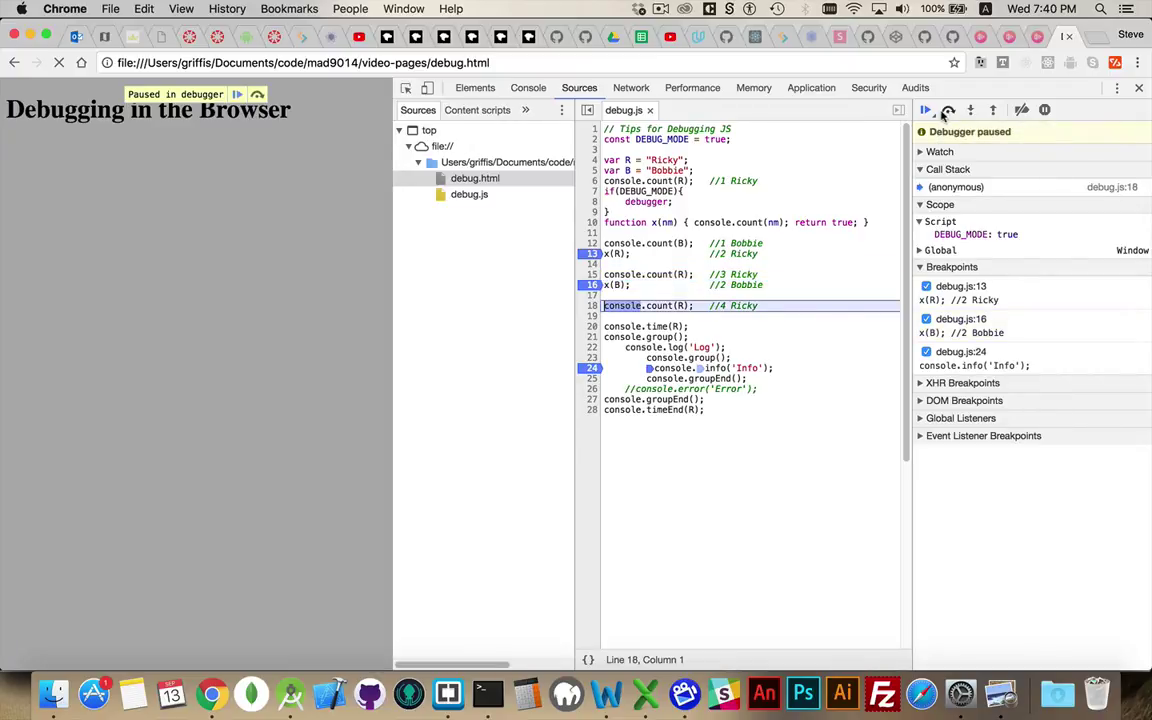 Chrome File Edit View History Bookmarks People Window Help 100% Wed 7:40 PM
Steve
file:///Users/griffis/Documents/code/mad9014/video-pages/debug.html
Paused in debugger
Debugging in the Browser
Elements Console Sources Network Performance Memory Application Security Audits
Sources Content scripts »
top
file://
Users/griffis/Documents/code/
debug.html
debug.js
debug.js ×
1 // Tips for Debugging JS
2 const DEBUG_MODE = true;
3
4 var R = "Ricky";
5 var B = "Bobbie";
6 console.count(R); //1 Ricky
7 if(DEBUG_MODE){
8 debugger;
9 }
10 function x(nm) { console.count(nm); return true; }
11
12 console.count(B); //1 Bobbie
13 x(R); //2 Ricky
14
15 console.count(R); //3 Ricky
16 x(B); //2 Bobbie
17
18 console.count(R); //4 Ricky
19
20 console.time(R);
21 console.group();
22 console.log('Log');
23 console.group();
24 console.info('Info');
25 console.groupEnd();
26 //console.error('Error');
27 console.groupEnd();
28 console.timeEnd(R);
{} Line 18, Column 1
Debugger paused
Watch
Call Stack
(anonymous) debug.js:18
Scope
Script
DEBUG_MODE: true
Global Window
Breakpoints
debug.js:13
x(R); //2 Ricky
debug.js:16
x(B); //2 Bobbie
debug.js:24
console.info('Info');
XHR Breakpoints
DOM Breakpoints
Global Listeners
Event Listener Breakpoints
1
SEP
13
An Ps Ai Fz